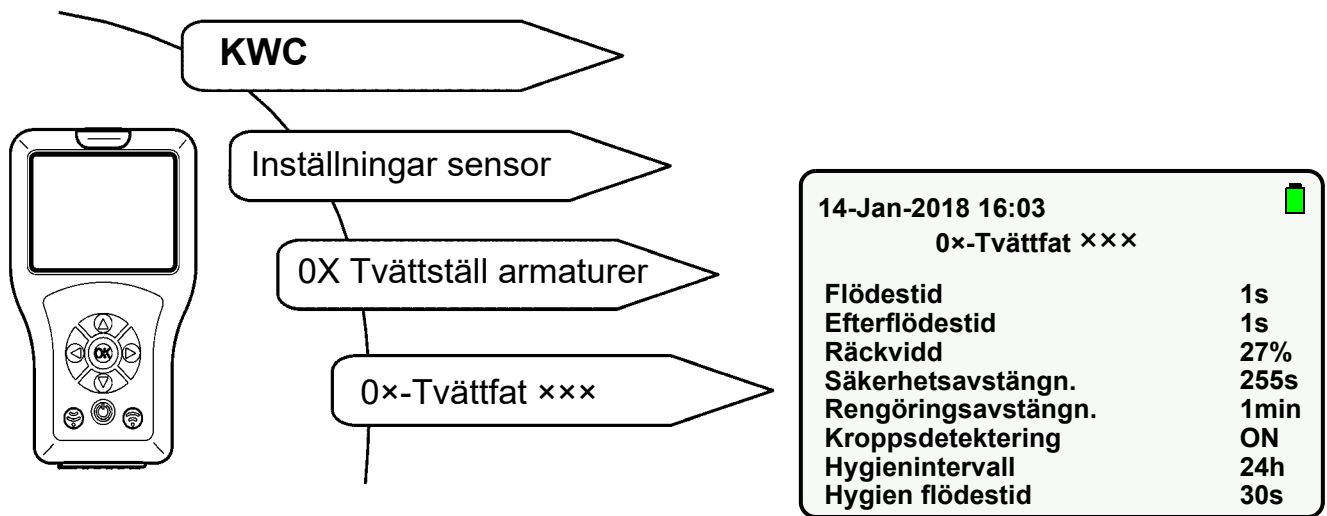 KWC
Inställningar sensor
0X Tvättställ armaturer
0×-Tvättfat ×××
OK
14-Jan-2018 16:03
0×-Tvättfat ×××
Flödestid 1s
Efterflödestid 1s
Räckvidd 27%
Säkerhetsavstängn. 255s
Rengöringsavstängn. 1min
Kroppsdetektering ON
Hygienintervall 24h
Hygien flödestid 30s